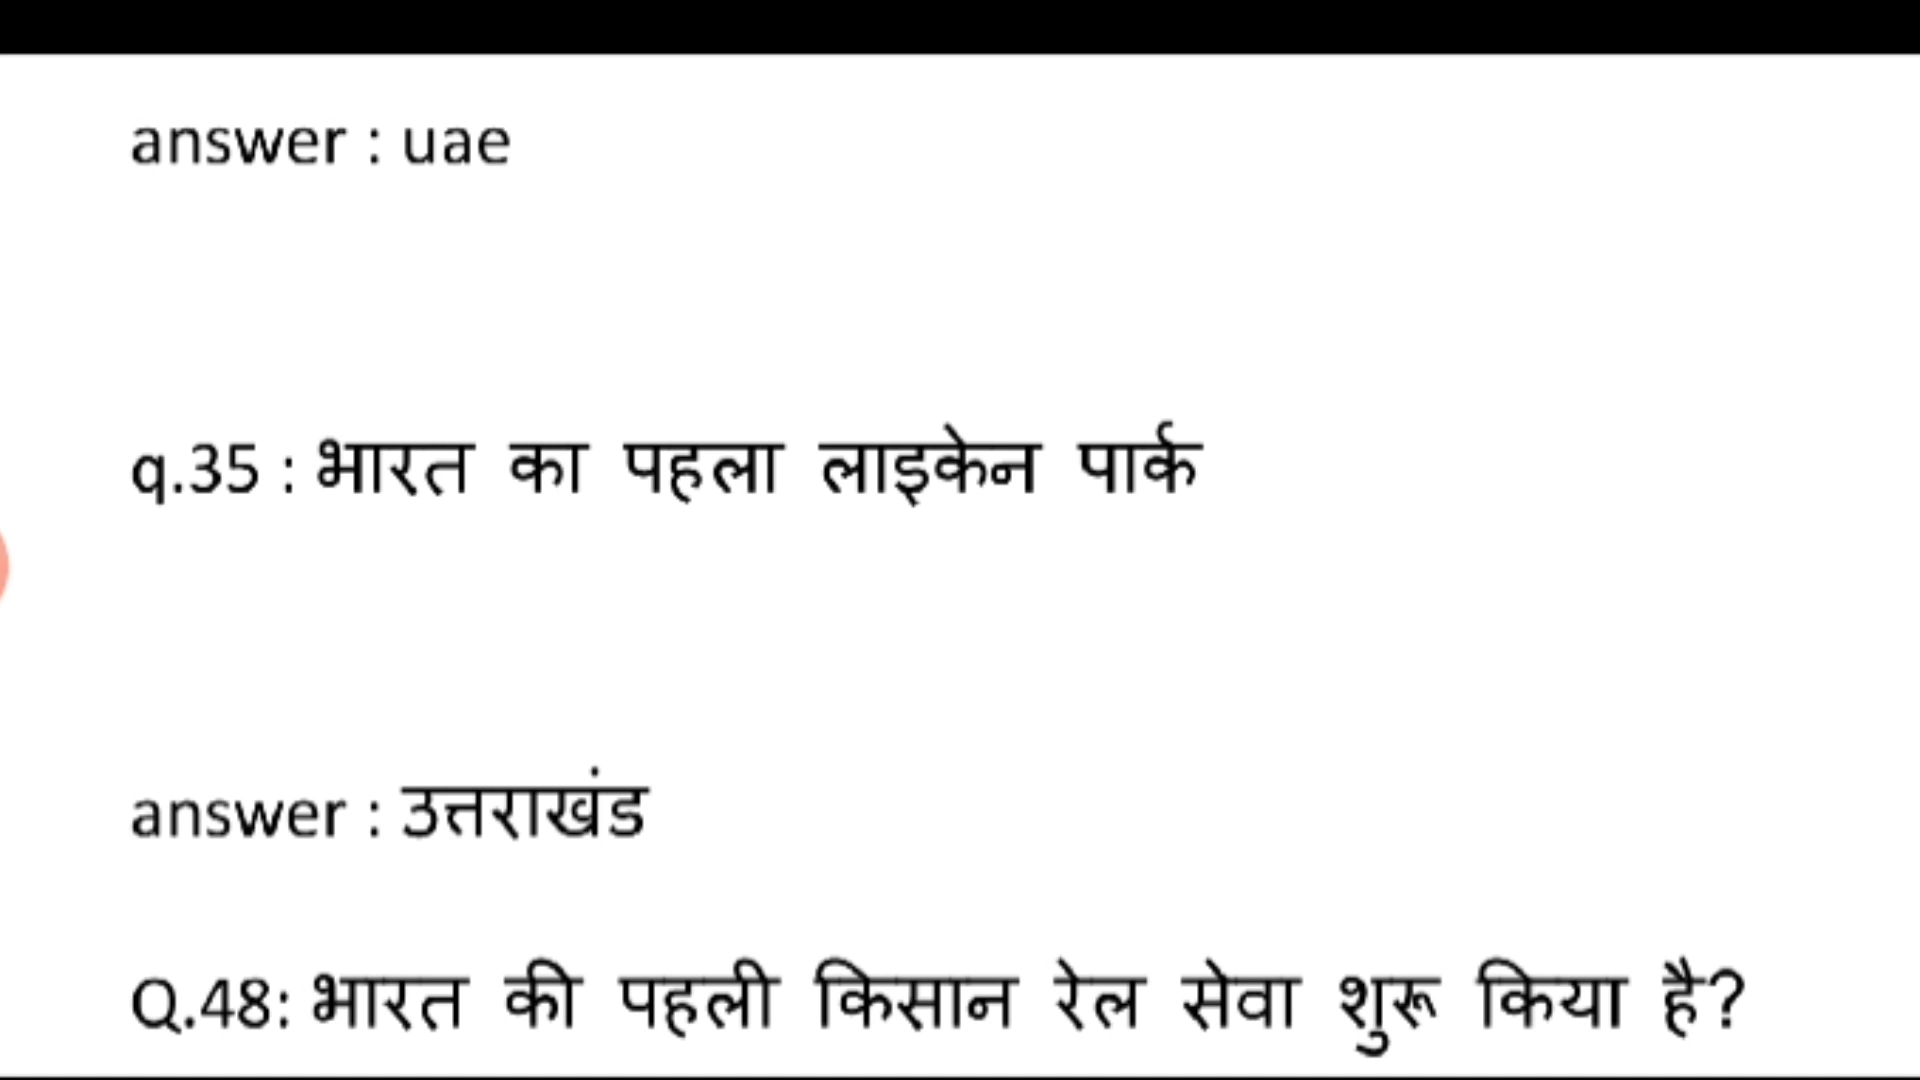 answer : uae
q.35 : भारत का पहला लाइकेन पार्क
answer : उत्तराखंड
Q.48: भारत की पहली किसान रेल सेवा शुरू किया है?